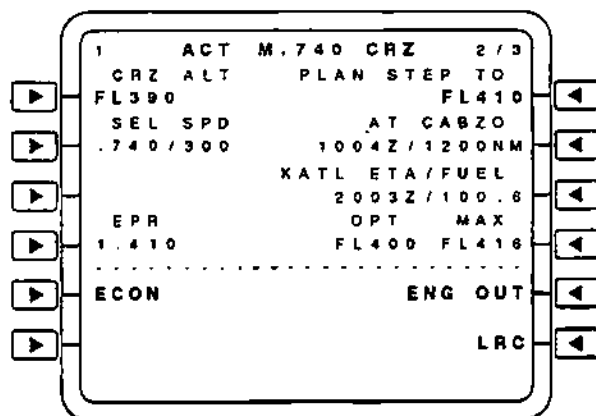 1 ACT M.740 CRZ 2/3
CRZ ALT PLAN STEP TO
FL390 FL410
SEL SPD AT CABZO
.740/300 1004Z/1200NM
XATL ETA/FUEL
2003Z/100.6
EPR OPT MAX
1.410 FL400 FL416
ECON ENG OUT
LRC